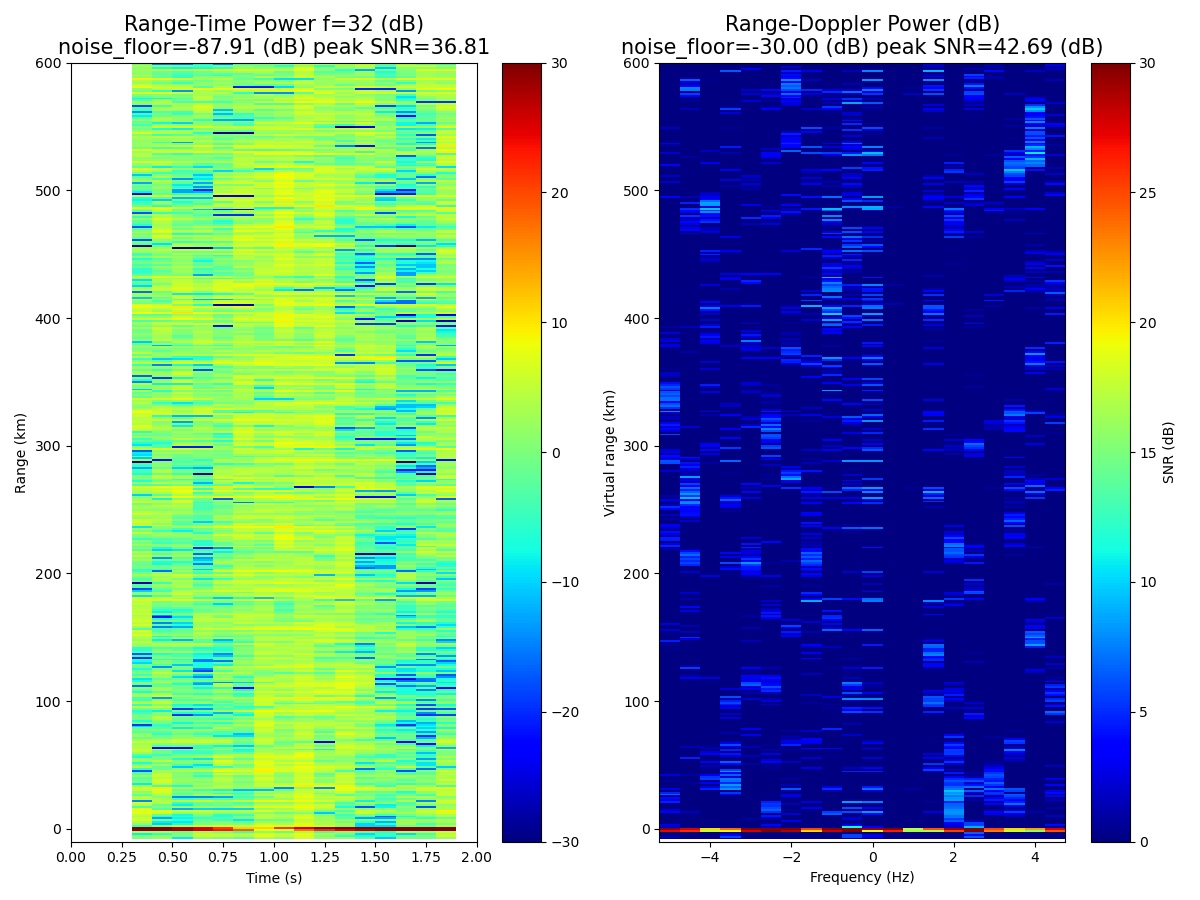 Range-Time Power f=32 (dB)
noise_floor=-87.91 (dB) peak SNR=36.81
Range (km)
600
500
400
300
200
100
0
0.00 0.25 0.50 0.75 1.00 1.25 1.50 1.75 2.00
Time (s)
30
20
10
0
−10
−20
−30
Range-Doppler Power (dB)
noise_floor=-30.00 (dB) peak SNR=42.69 (dB)
Virtual range (km)
600
500
400
300
200
100
0
−4 −2 0 2 4
Frequency (Hz)
30
25
20
15
10
5
0
SNR (dB)